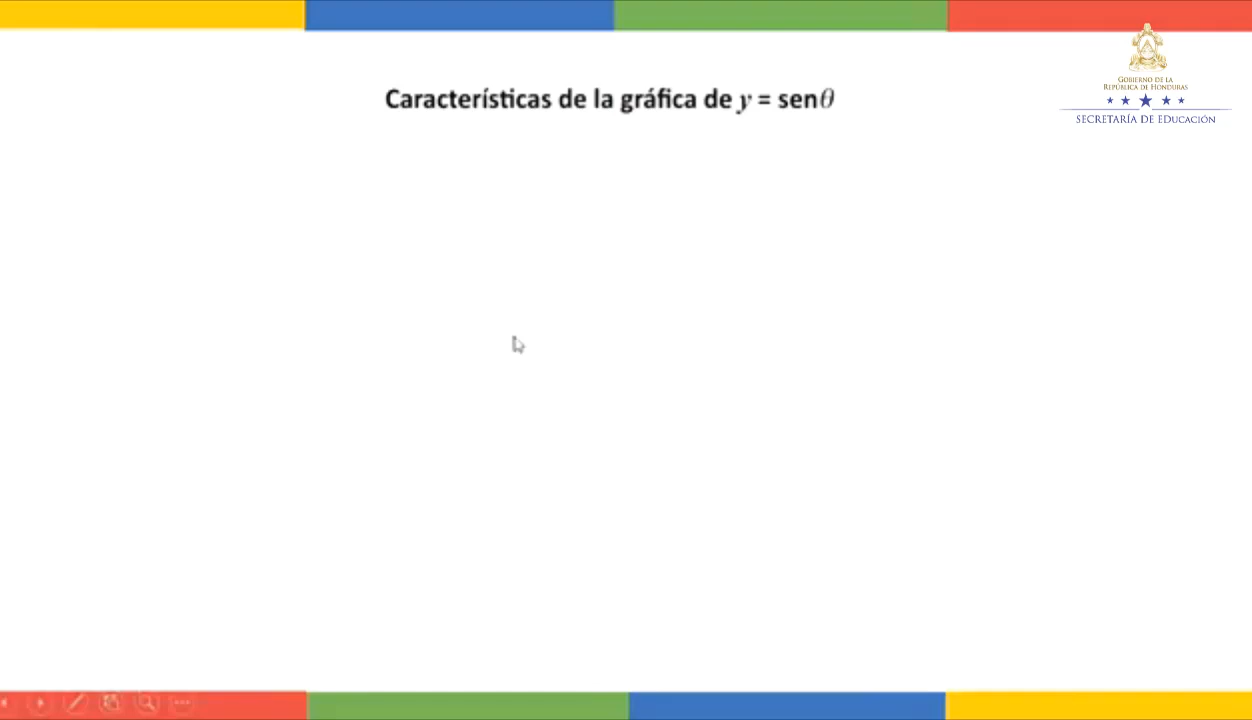 Características de la gráfica de y = senθ
GOBIERNO DE LA
REPÚBLICA DE HONDURAS
SECRETARÍA DE EDUCACIÓN